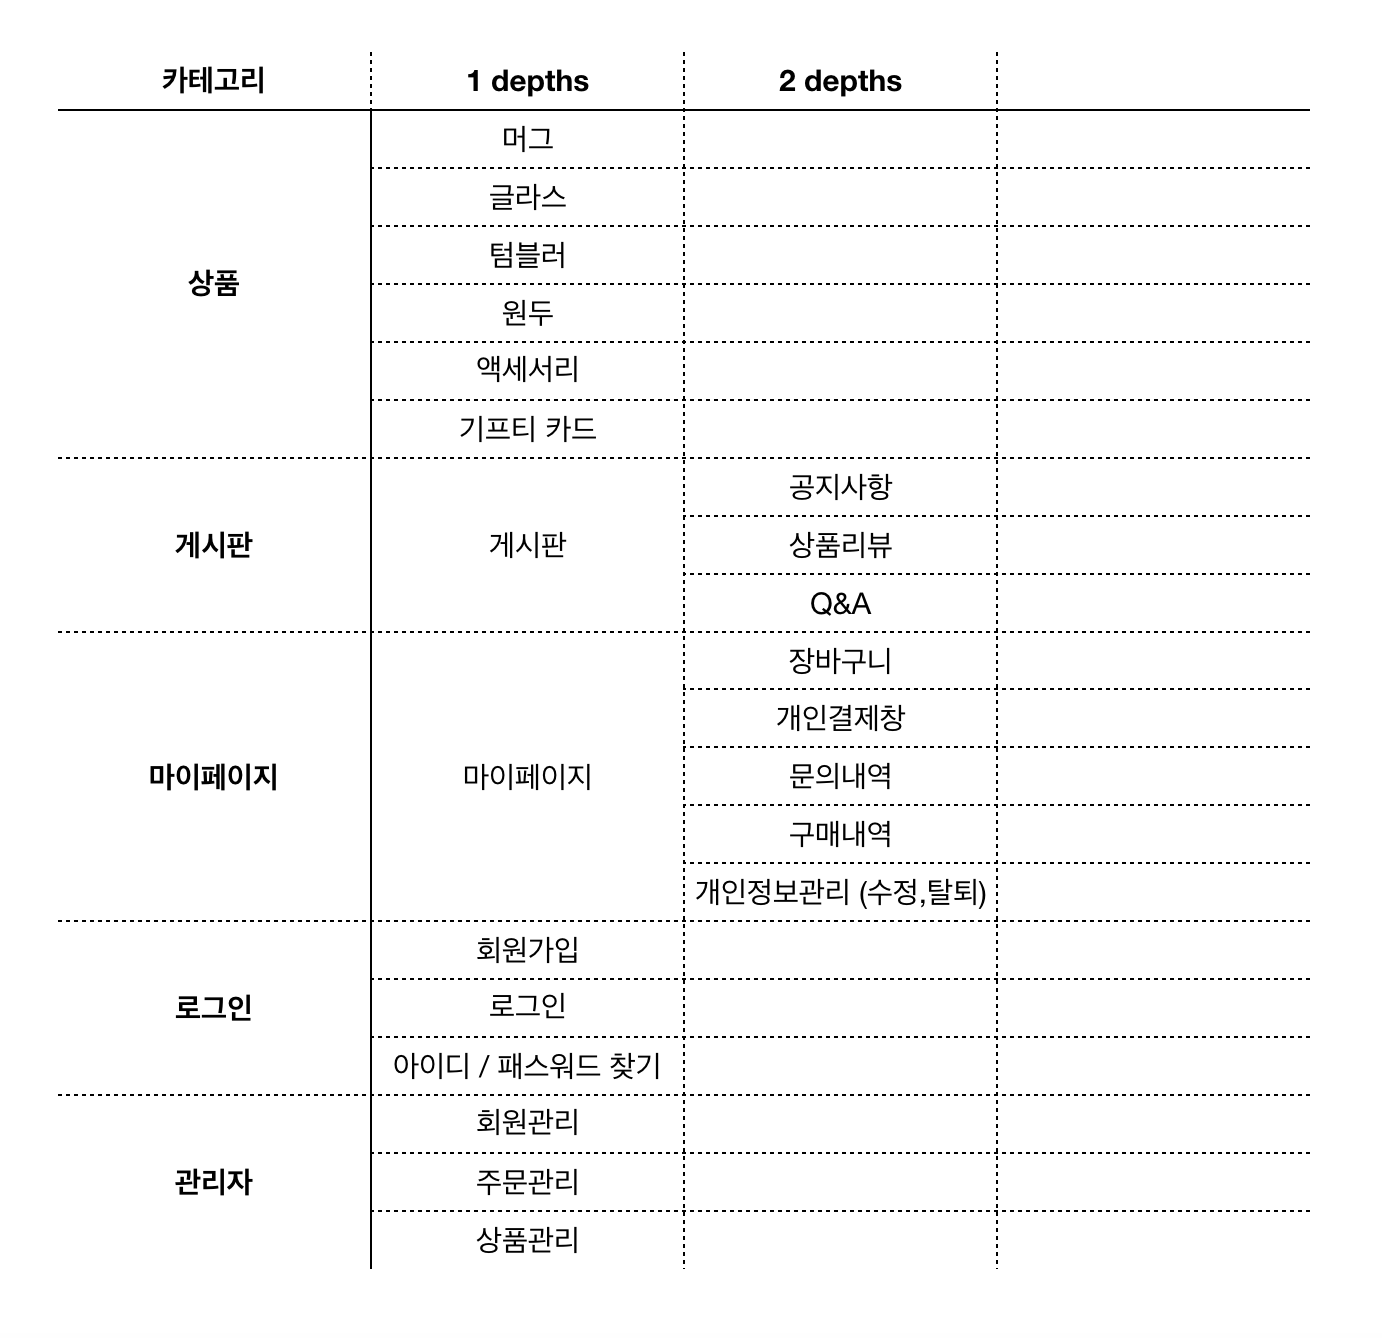 카테고리 1 depths 2 depths
상품
머그
글라스
텀블러
원두
액세서리
기프티 카드
게시판
게시판
공지사항
상품리뷰
Q&A
마이페이지
마이페이지
장바구니
개인결제창
문의내역
구매내역
개인정보관리 (수정,탈퇴)
로그인
회원가입
로그인
아이디 / 패스워드 찾기
관리자
회원관리
주문관리
상품관리